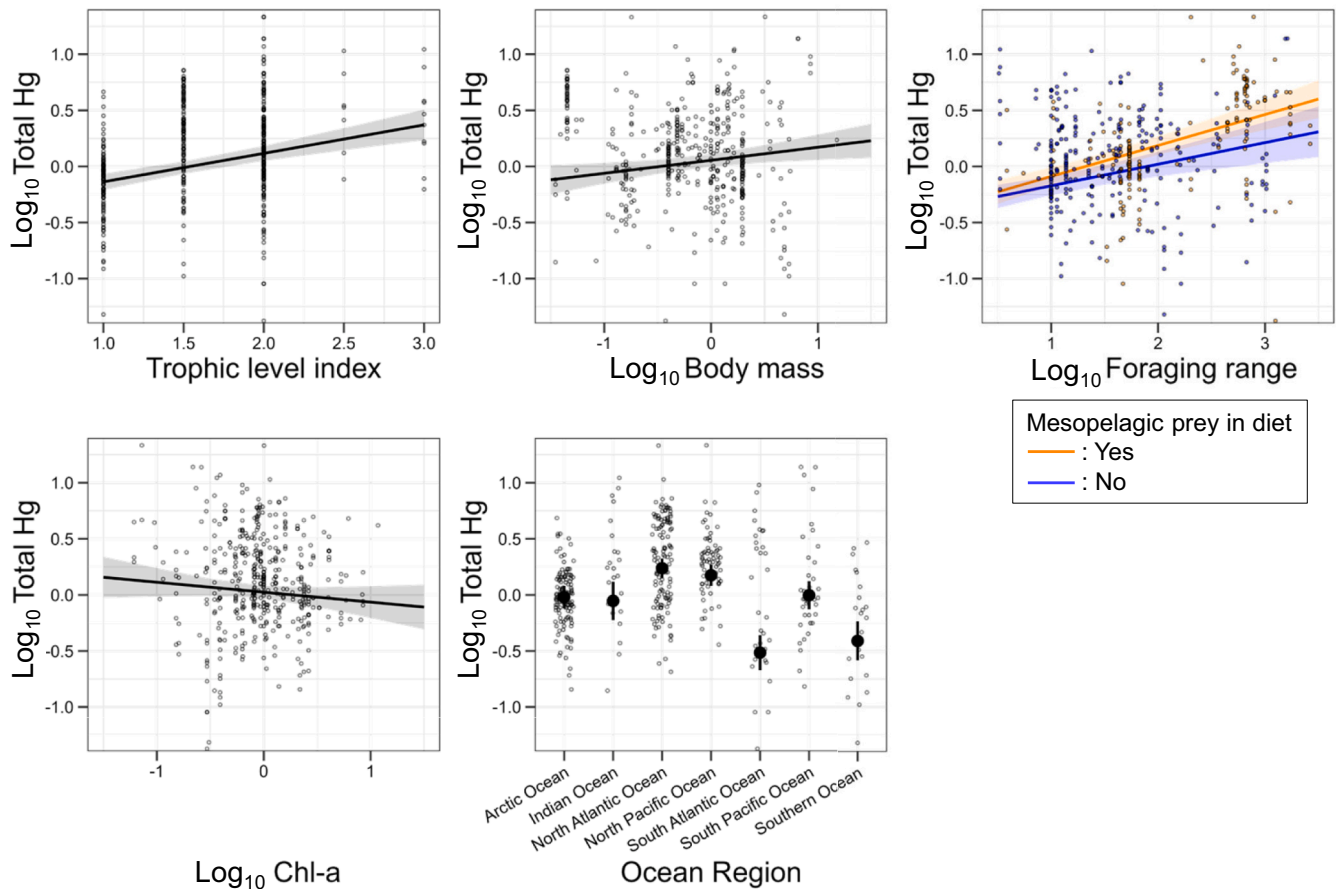 Log10 Total Hg
1.0
0.5
0.0
-0.5
-1.0
1.0 1.5 2.0 2.5 3.0
Trophic level index
Log10 Total Hg
1.0
0.5
0.0
-0.5
-1.0
-1 0 1
Log10 Body mass
Log10 Total Hg
1.0
0.5
0.0
-0.5
-1.0
1 2 3
Log10 Foraging range
Mesopelagic prey in diet
: Yes
: No
Log10 Total Hg
1.0
0.5
0.0
-0.5
-1.0
-1 0 1
Log10 Chl-a
Log10 Total Hg
1.0
0.5
0.0
-0.5
-1.0
Arctic Ocean
Indian Ocean
North Atlantic Ocean
North Pacific Ocean
South Atlantic Ocean
South Pacific Ocean
Southern Ocean
Ocean Region